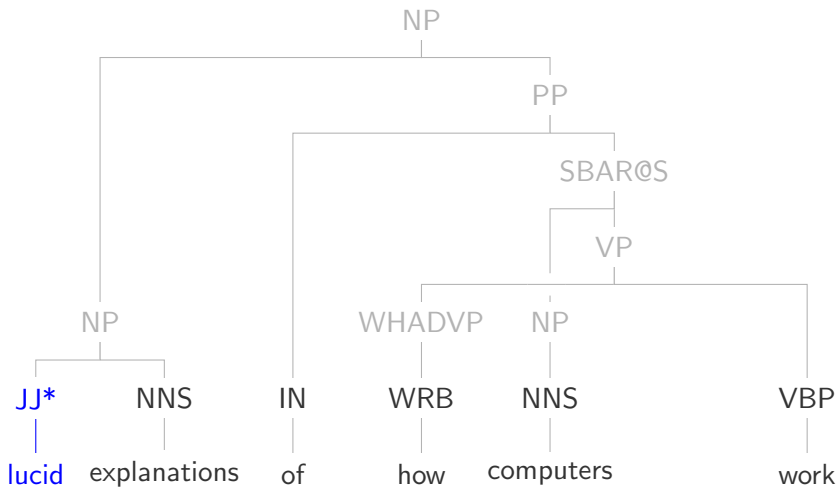 NP
PP
SBAR@S
VP
NP WHADVP NP
JJ* NNS IN WRB NNS VBP
lucid explanations of how computers work